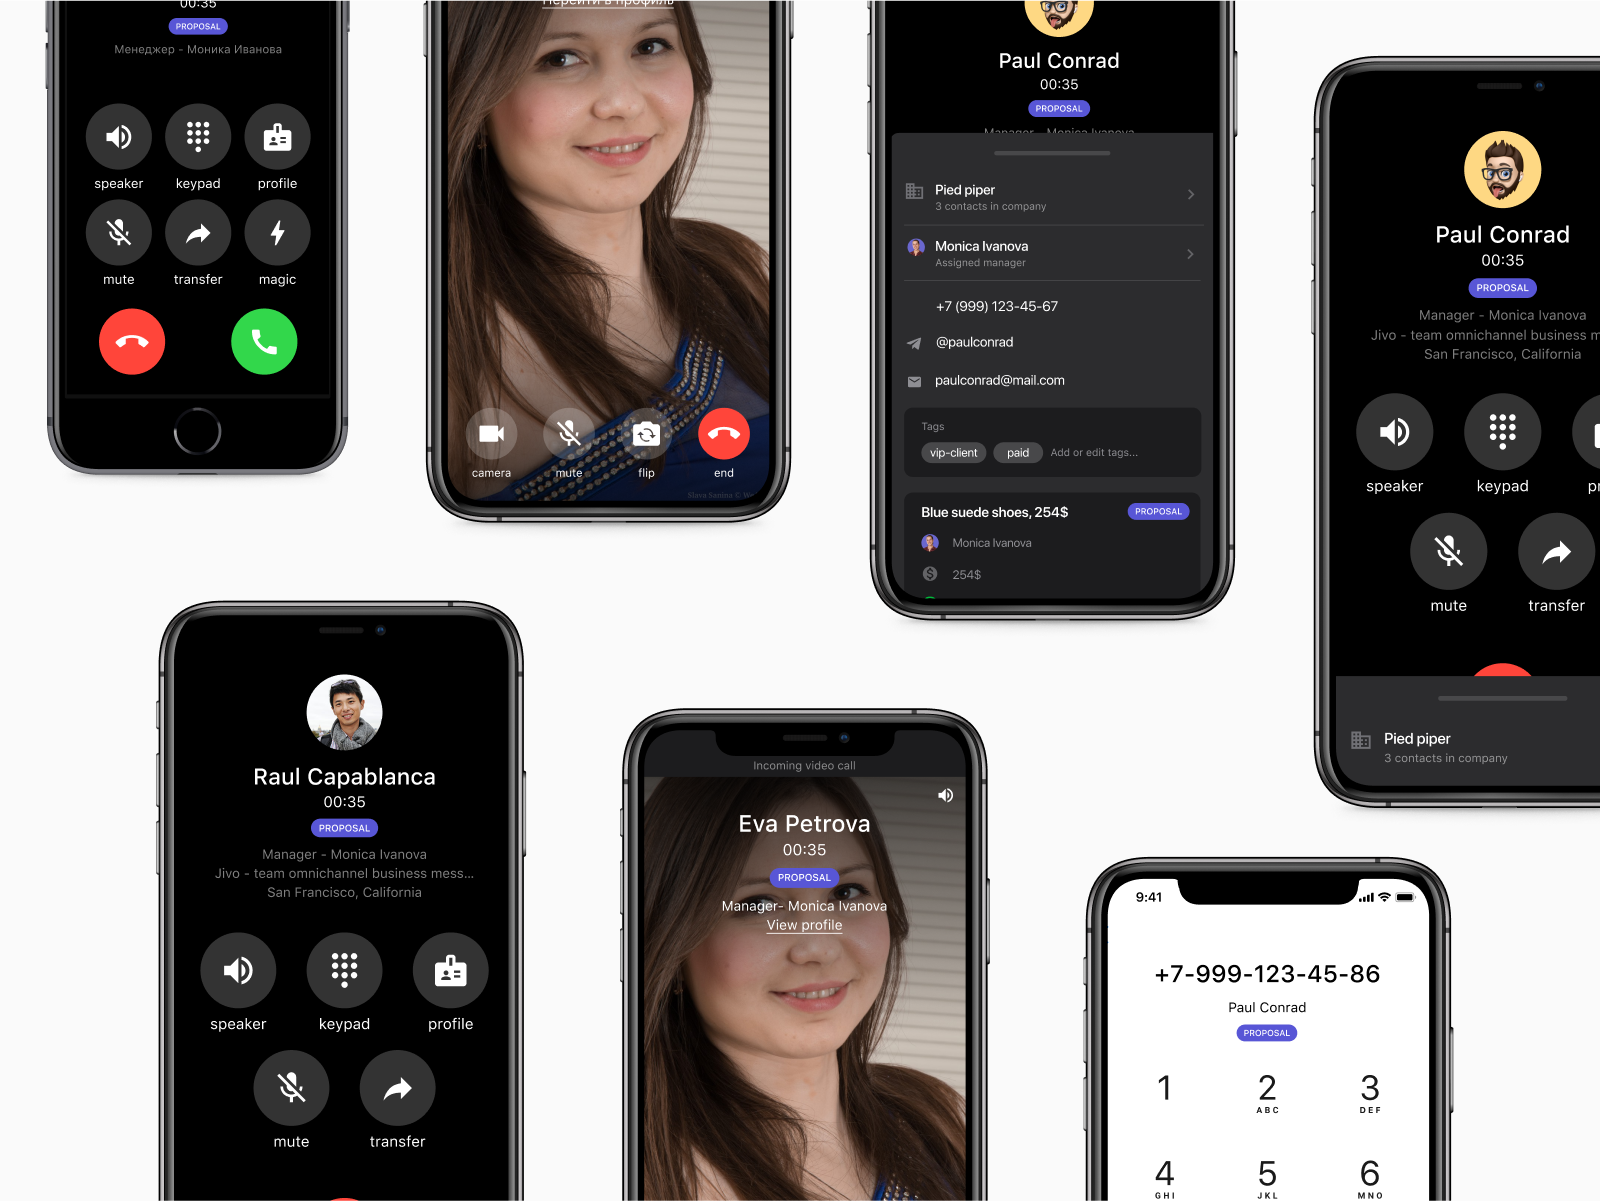 00:35
PROPOSAL
Менеджер - Моника Иванова
speaker
keypad
profile
mute
transfer
magic
Перейти в профиль
camera
mute
flip
end
Slava Sanina ©
Paul Conrad
00:35
PROPOSAL
Manager - Monica Ivanova
Pied piper
3 contacts in company
Monica Ivanova
Assigned manager
+7 (999) 123-45-67
@paulconrad
paulconrad@mail.com
Tags
vip-client
paid
Add or edit tags...
Blue suede shoes, 254$
PROPOSAL
Monica Ivanova
254$
Paul Conrad
00:35
PROPOSAL
Manager - Monica Ivanova
Jivo - team omnichannel business
San Francisco, California
speaker
keypad
mute
transfer
Pied piper
3 contacts in company
Raul Capablanca
00:35
PROPOSAL
Manager - Monica Ivanova
Jivo - team omnichannel business mess...
San Francisco, California
speaker
keypad
profile
mute
transfer
Incoming video call
Eva Petrova
00:35
PROPOSAL
Manager- Monica Ivanova
View profile
9:41
+7-999-123-45-86
Paul Conrad
PROPOSAL
1
2
ABC
3
DEF
4
GHI
5
JKL
6
MNO